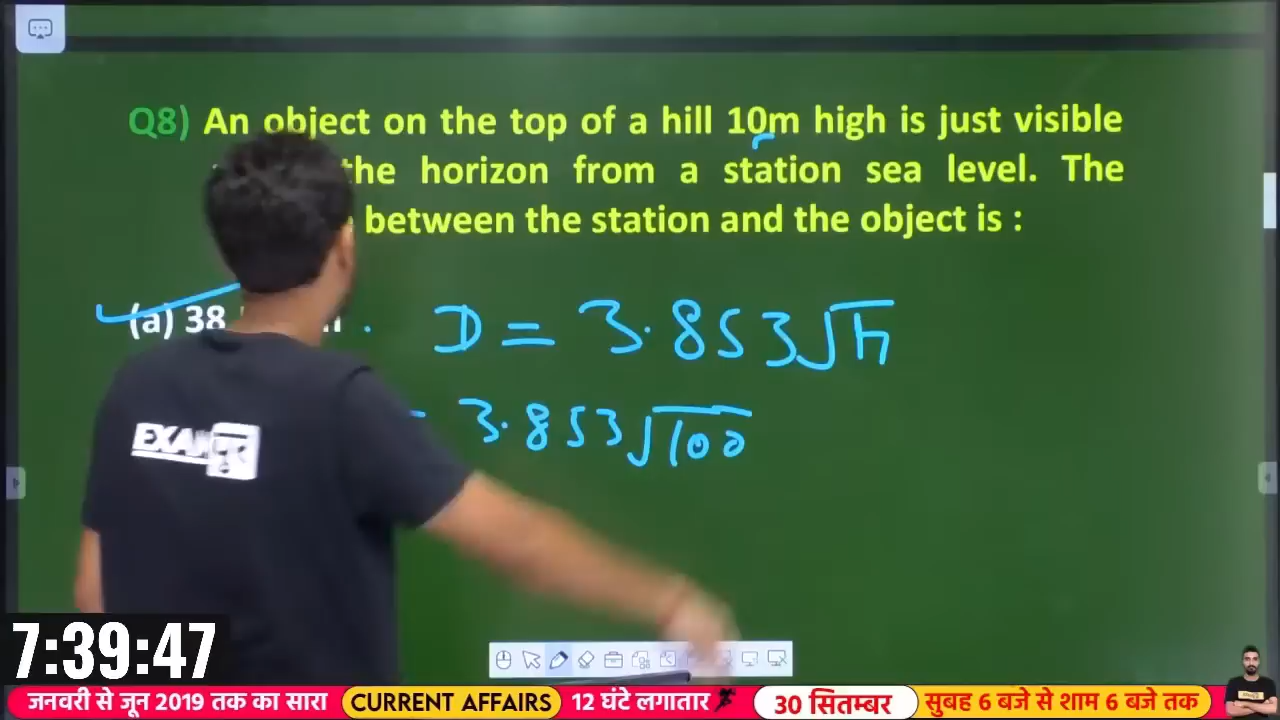 Q8) An object on the top of a hill 10m high is just visible
the horizon from a station sea level. The
between the station and the object is :
(a) 38
D = 3.853√h
= 3.853√100
EXAMपुर
7:39:47
जनवरी से जून 2019 तक का सारा CURRENT AFFAIRS 12 घंटे लगातार 30 सितम्बर सुबह 6 बजे से शाम 6 बजे तक